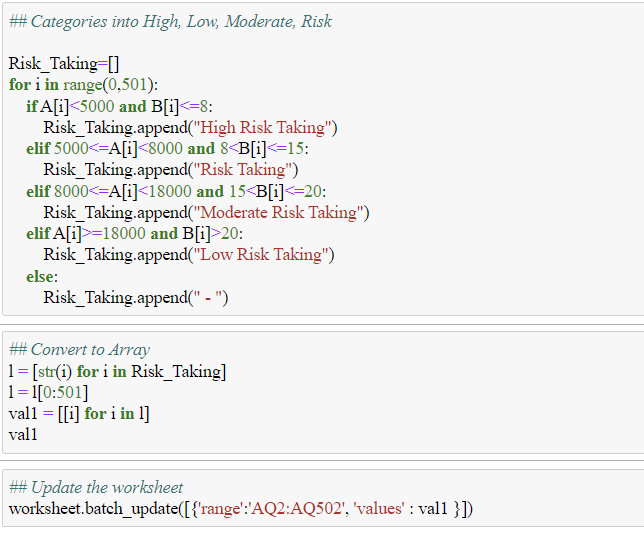 ## Categories into High, Low, Moderate, Risk
Risk_Taking=[]
for i in range(0,501):
    if A[i]<5000 and B[i]<=8:
        Risk_Taking.append("High Risk Taking")
    elif 5000<=A[i]<8000 and 8<B[i]<=15:
        Risk_Taking.append("Risk Taking")
    elif 8000<=A[i]<18000 and 15<B[i]<=20:
        Risk_Taking.append("Moderate Risk Taking")
    elif A[i]>=18000 and B[i]>20:
        Risk_Taking.append("Low Risk Taking")
    else:
        Risk_Taking.append(" - ")
## Convert to Array
l = [str(i) for i in Risk_Taking]
l = l[0:501]
val1 = [[i] for i in l]
val1
## Update the worksheet
worksheet.batch_update([{'range':'AQ2:AQ502', 'values' : val1 }])